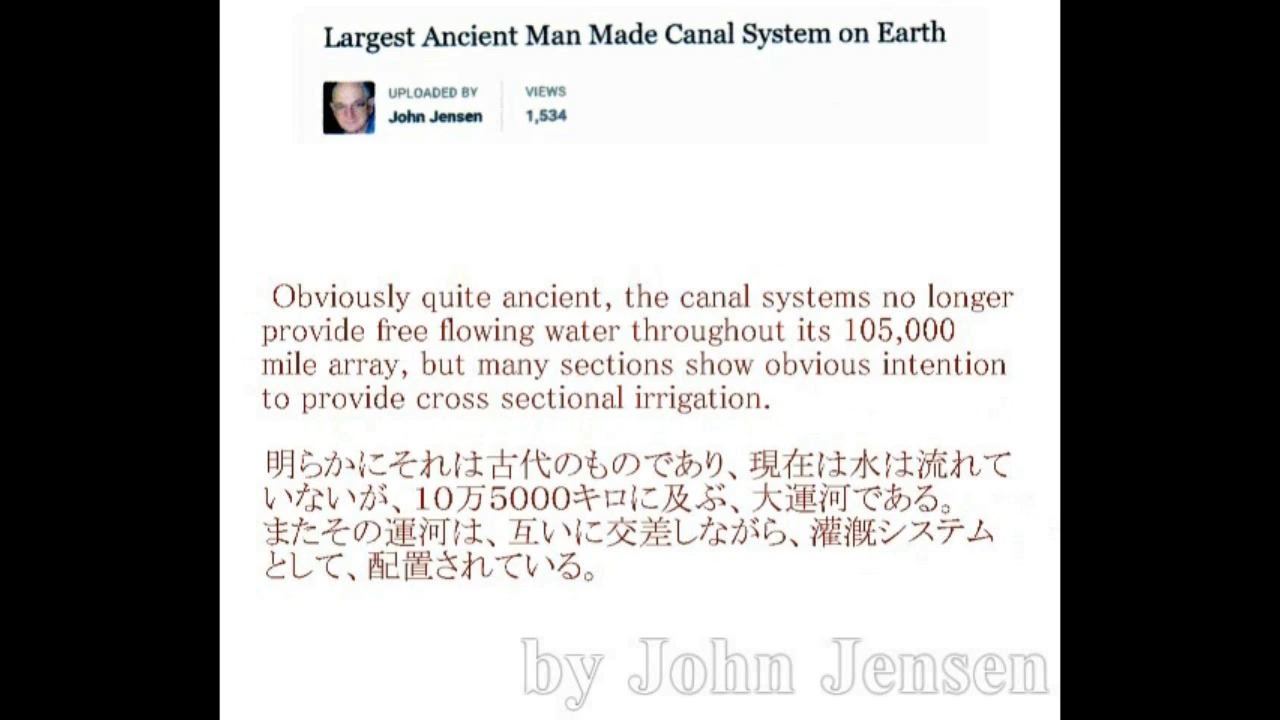 Largest Ancient Man Made Canal System on Earth
UPLOADED BY
John Jensen
VIEWS
1,534
Obviously quite ancient, the canal systems no longer
provide free flowing water throughout its 105,000
mile array, but many sections show obvious intention
to provide cross sectional irrigation.
明らかにそれは古代のものであり、現在は水は流れて
いないが、10万5000キロに及ぶ、大運河である。
またその運河は、互いに交差しながら、灌漑システム
として、配置されている。
by John Jensen